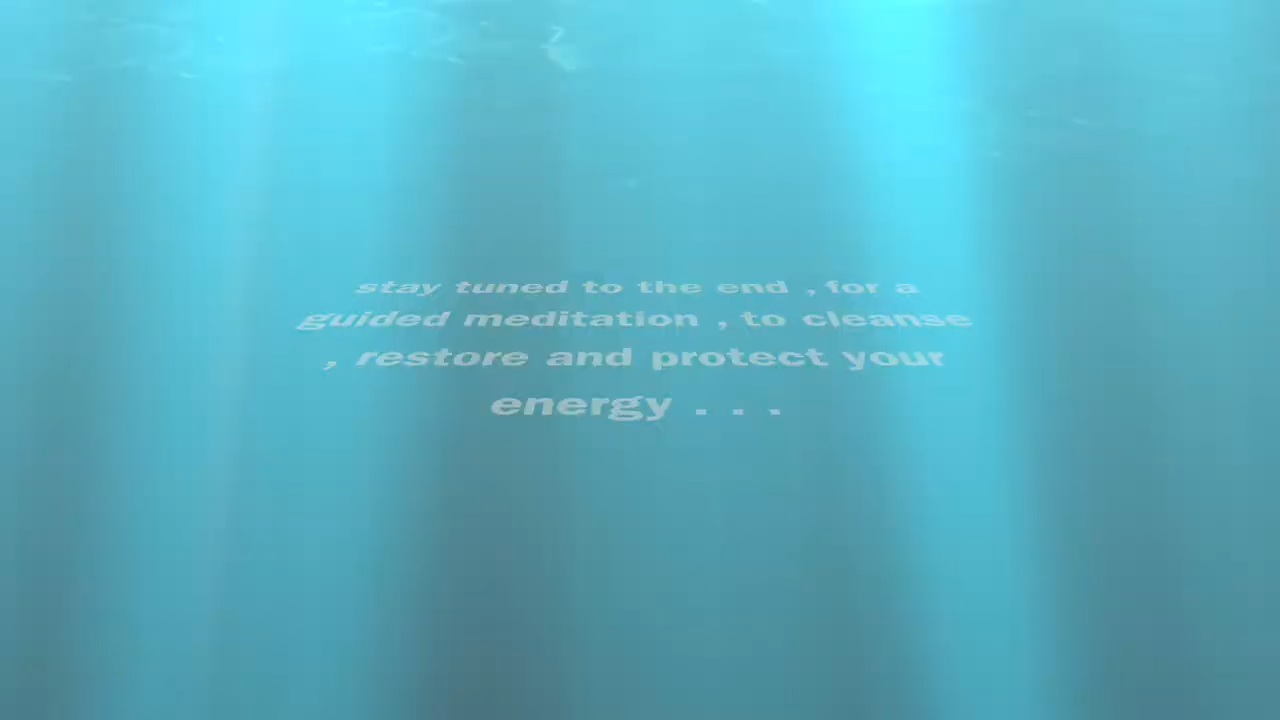 stay tuned to the end , for a
guided meditation , to cleanse
, restore and protect your
energy . . .